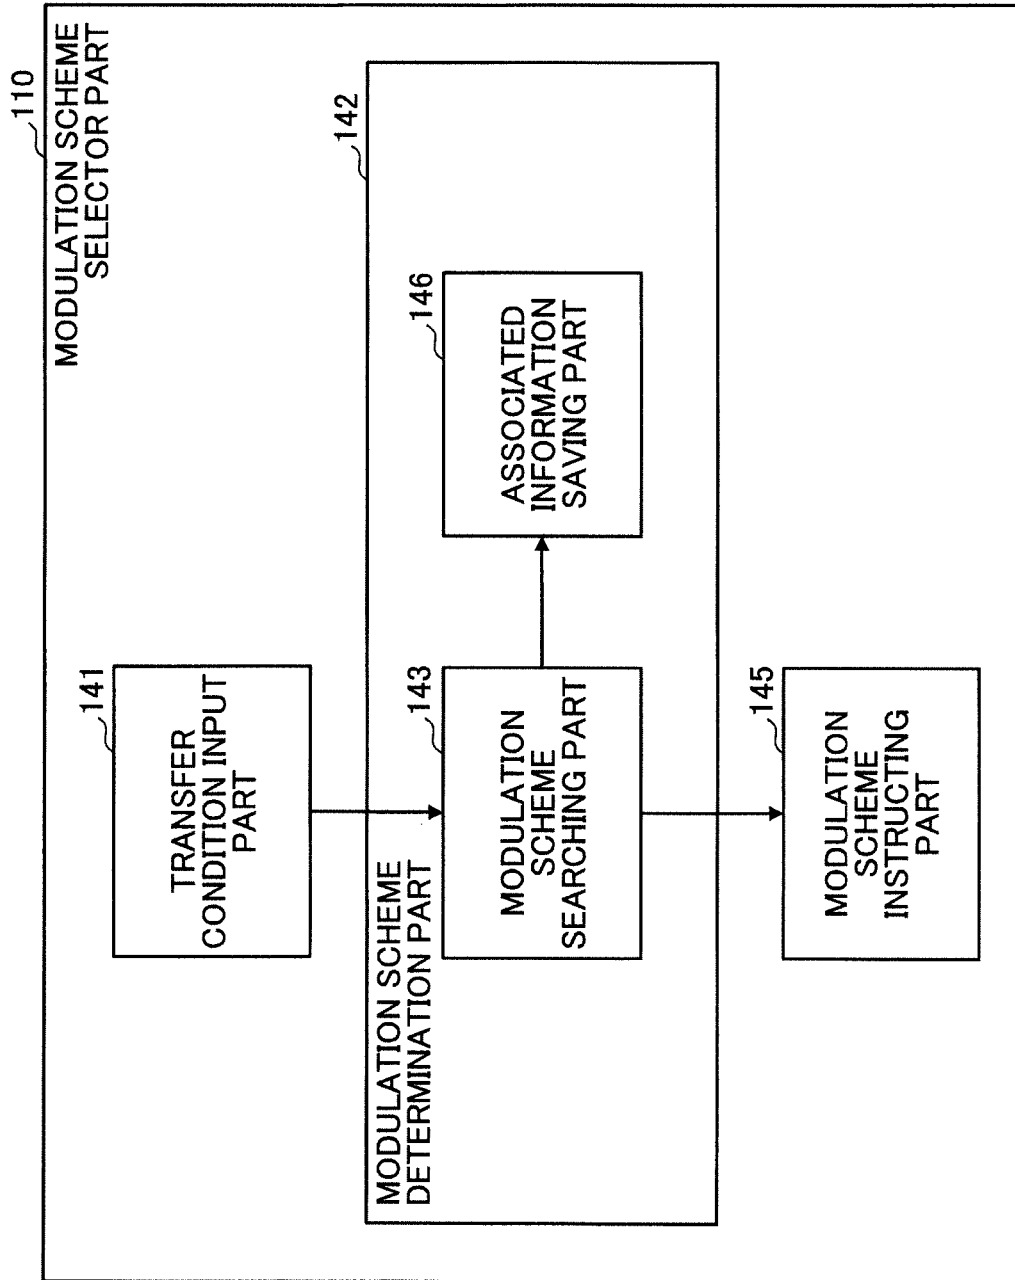 110
MODULATION SCHEME
SELECTOR PART
141
TRANSFER
CONDITION INPUT
PART
142
MODULATION SCHEME
DETERMINATION PART
143
MODULATION
SCHEME
SEARCHING PART
146
ASSOCIATED
INFORMATION
SAVING PART
145
MODULATION
SCHEME
INSTRUCTING
PART